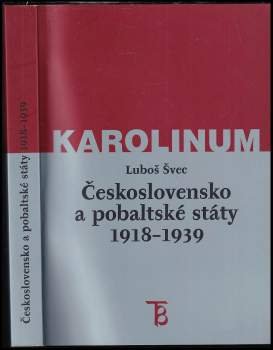 Československo a pobaltské státy 1918–1939
KAROLINUM
Luboš Švec
Československo
a pobaltské státy
1918–1939